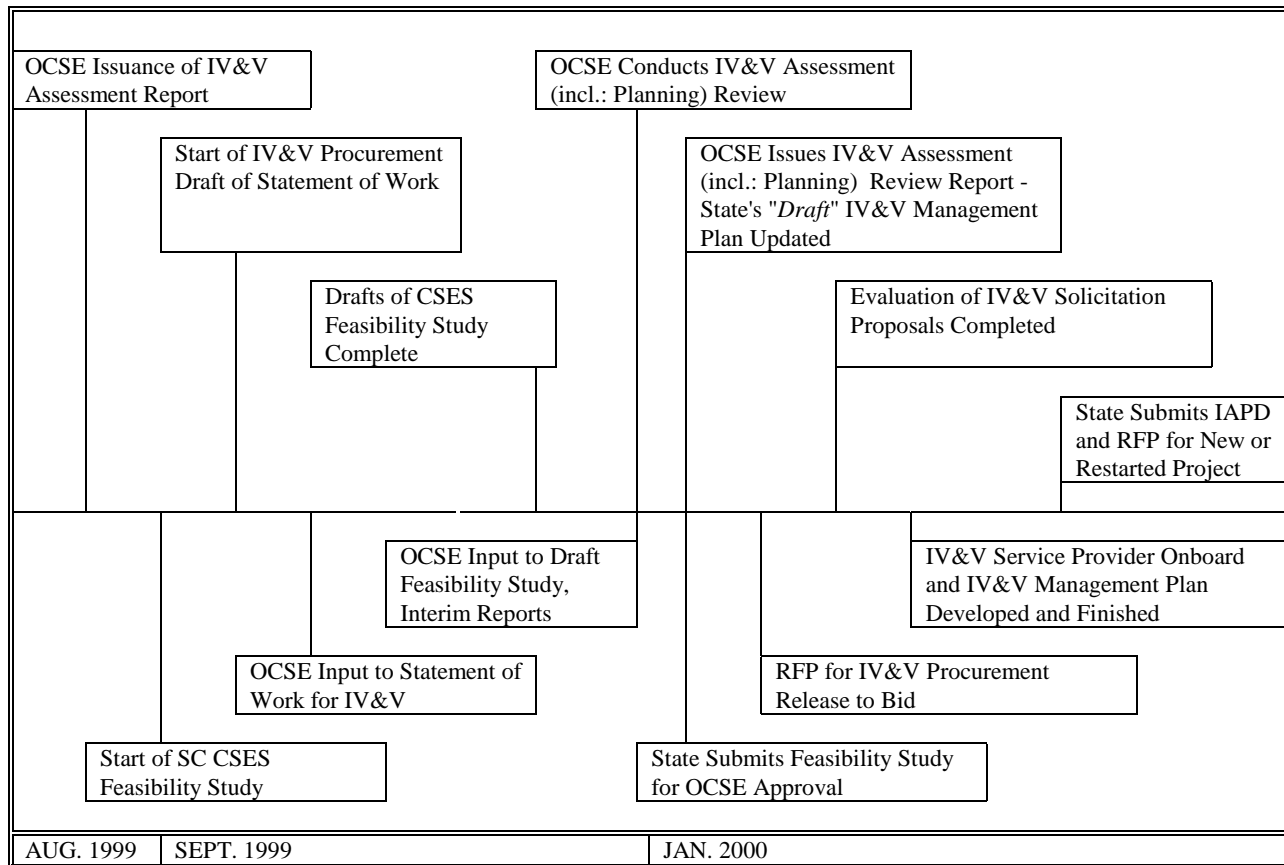 OCSE Issuance of IV&V
Assessment Report
OCSE Conducts IV&V Assessment
(incl.: Planning) Review
Start of IV&V Procurement
Draft of Statement of Work
OCSE Issues IV&V Assessment
(incl.: Planning)  Review Report -
State's "Draft" IV&V Management
Plan Updated
Drafts of CSES
Feasibility Study
Complete
Evaluation of IV&V Solicitation
Proposals Completed
State Submits IAPD
and RFP for New or
Restarted Project
OCSE Input to Draft
Feasibility Study,
Interim Reports
IV&V Service Provider Onboard
and IV&V Management Plan
Developed and Finished
OCSE Input to Statement of
Work for IV&V
RFP for IV&V Procurement
Release to Bid
Start of SC CSES
Feasibility Study
State Submits Feasibility Study
for OCSE Approval
AUG. 1999
SEPT. 1999
JAN. 2000